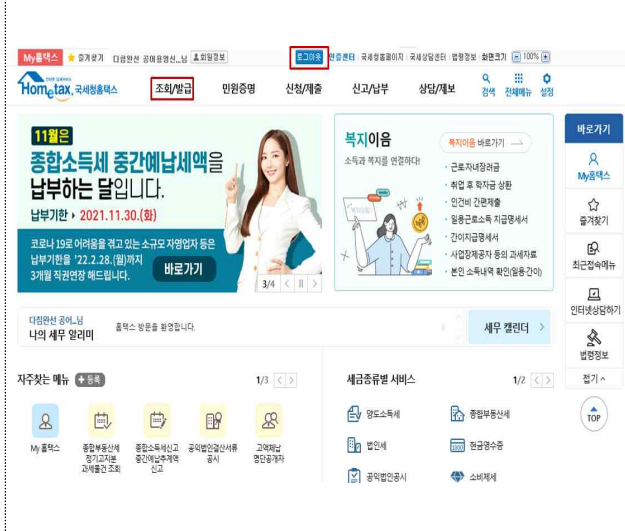 My홈택스 ★ 즐겨찾기 회원정보 로그아웃 인증센터 | 국세청홈페이지 | 국세상담센터 | 법령정보 | 화면크기 - 100% +
Hometax. 국세청홈택스 조회/발급 민원증명 신청/제출 신고/납부 상담/제보 검색 전체메뉴 설정
11월은
종합소득세 중간예납세액을
납부하는 달입니다.
납부기한 ▸ 2021.11.30.(화)
코로나 19로 어려움을 겪고 있는 소규모 자영업자 등은
납부기한을 '22.2.28.(월)까지
3개월 직권연장 해드립니다.
바로가기
3/4 < II >
복지이음
복지이음 바로가기 →
소득과 복지를 연결하다!
· 근로·자녀장려금
· 취업 후 학자금 상환
· 인건비 간편제출
· 일용근로소득 지급명세서
· 간이지급명세서
· 사업장제공자 등의 과세자료
· 본인 소득내역 확인(일용·간이)
바로가기
My홈택스
즐겨찾기
최근접속메뉴
인터넷상담하기
법령정보
접기 ^
TOP
나의 세무 알리미
홈택스 방문을 환영합니다.
세무 캘린더 >
자주찾는 메뉴 + 등록 1/3 < >
My 홈택스
종합부동산세
정기고지분
과세물건 조회
종합소득세신고
중간예납추계액
신고
공익법인결산서류
공시
고액체납
명단공개자
세금종류별 서비스 1/2 < >
양도소득세 종합부동산세
법인세 현금영수증
공익법인공시 소비제세